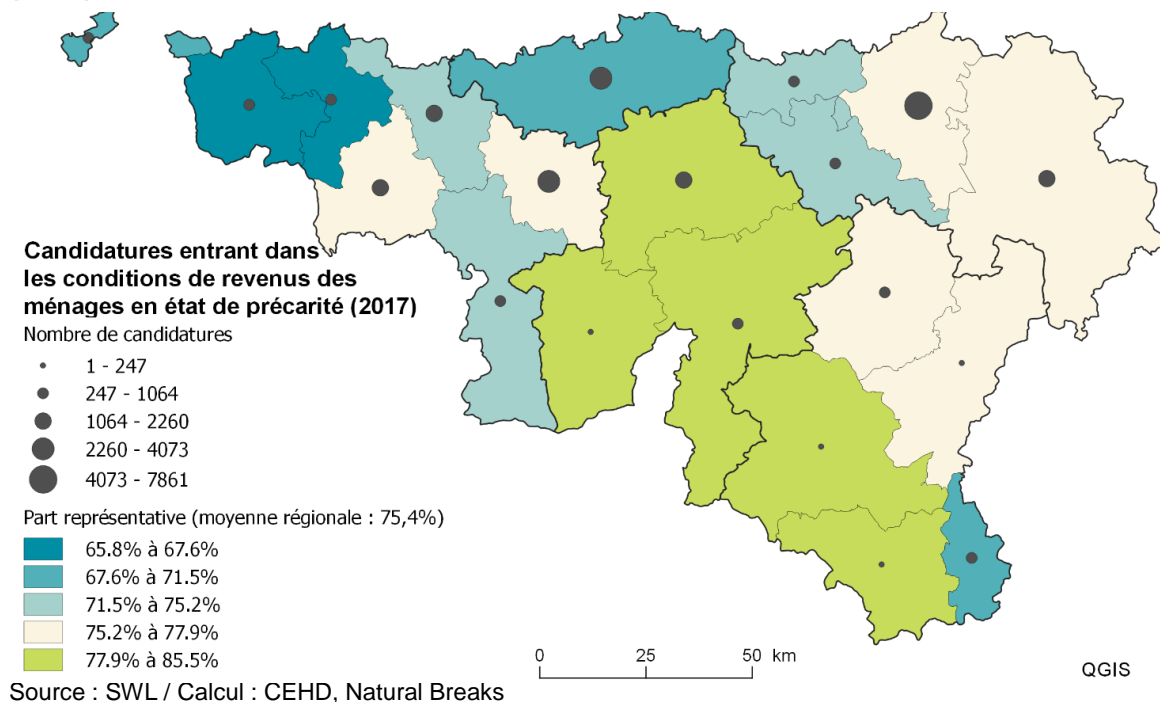 Candidatures entrant dans
les conditions de revenus des
ménages en état de précarité (2017)
Nombre de candidatures
1 - 247
247 - 1064
1064 - 2260
2260 - 4073
4073 - 7861
Part représentative (moyenne régionale : 75,4%)
65.8% à 67.6%
67.6% à 71.5%
71.5% à 75.2%
75.2% à 77.9%
77.9% à 85.5%
0 25 50 km
QGIS
Source : SWL / Calcul : CEHD, Natural Breaks